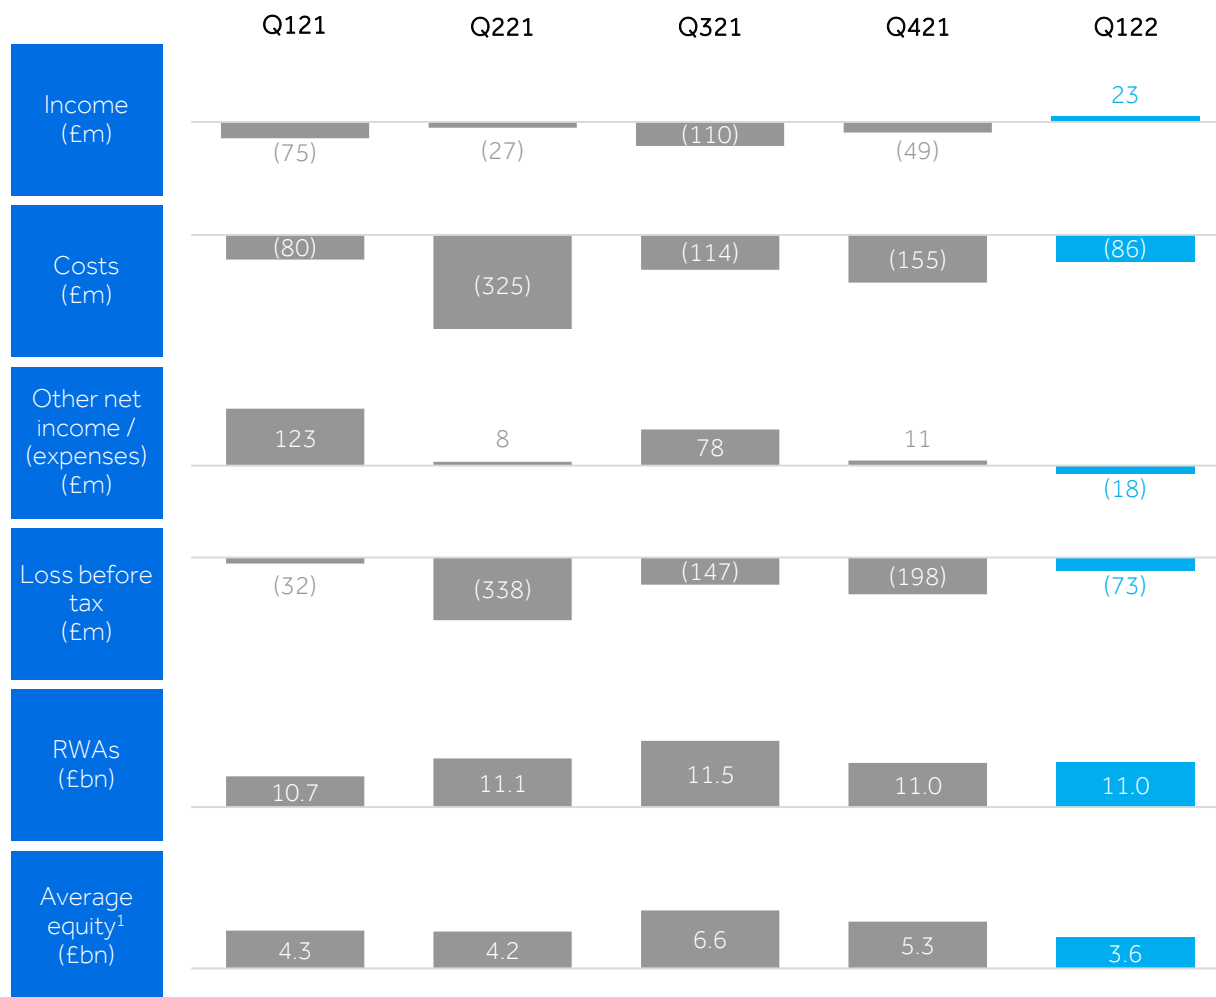 Q121 Q221 Q321 Q421 Q122
Income
(£m)
23
(75) (27) (110) (49)
Costs
(£m)
(80) (325) (114) (155) (86)
Other net
income /
(expenses)
(£m)
123 8 78 11 (18)
Loss before
tax
(£m)
(32) (338) (147) (198) (73)
RWAs
(£bn)
10.7 11.1 11.5 11.0 11.0
Average
equity¹
(£bn)
4.3 4.2 6.6 5.3 3.6